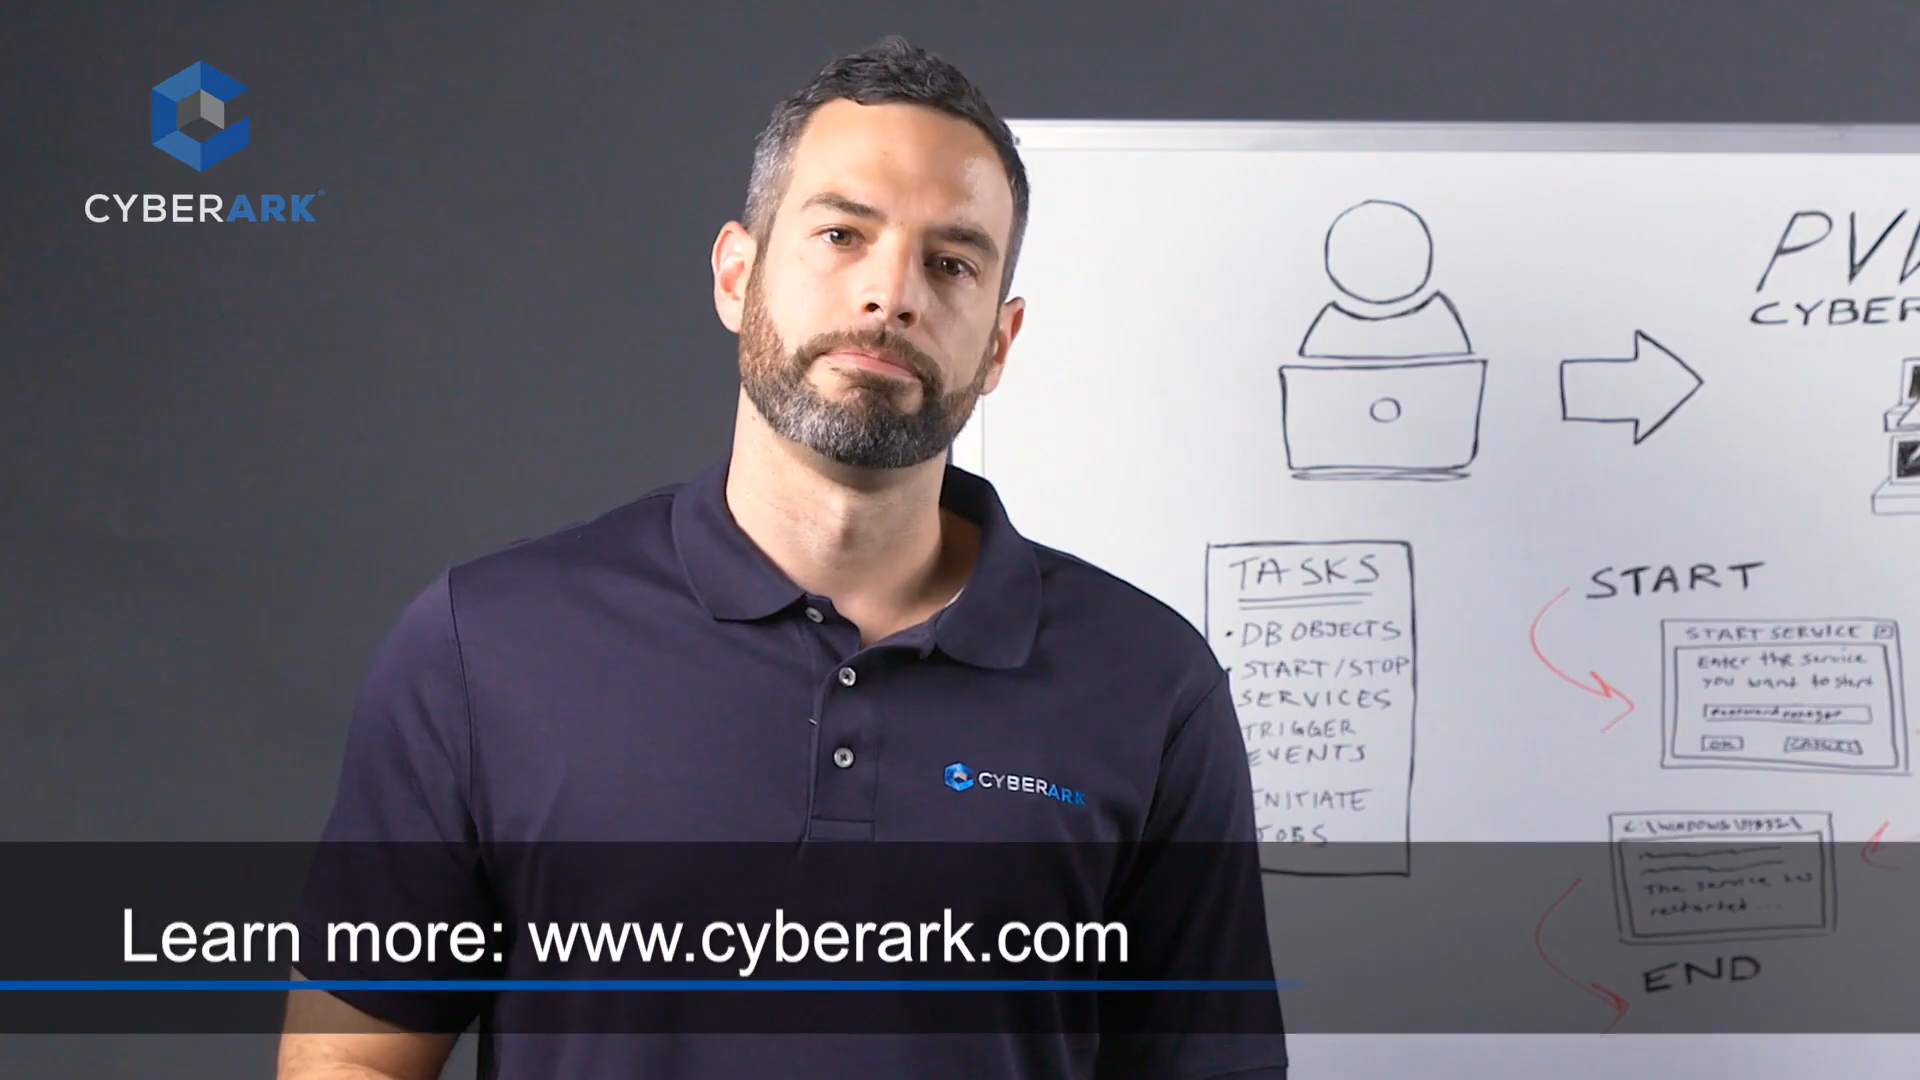 CYBERARK®
PV
CYBER
TASKS
• DB OBJECTS
• START/STOP
SERVICES
TRIGGER
EVENTS
INITIATE
JOBS
START
START SERVICE
Enter the service
you want to start
OK CANCEL
The service has
restarted ...
END
CYBERARK
Learn more: www.cyberark.com